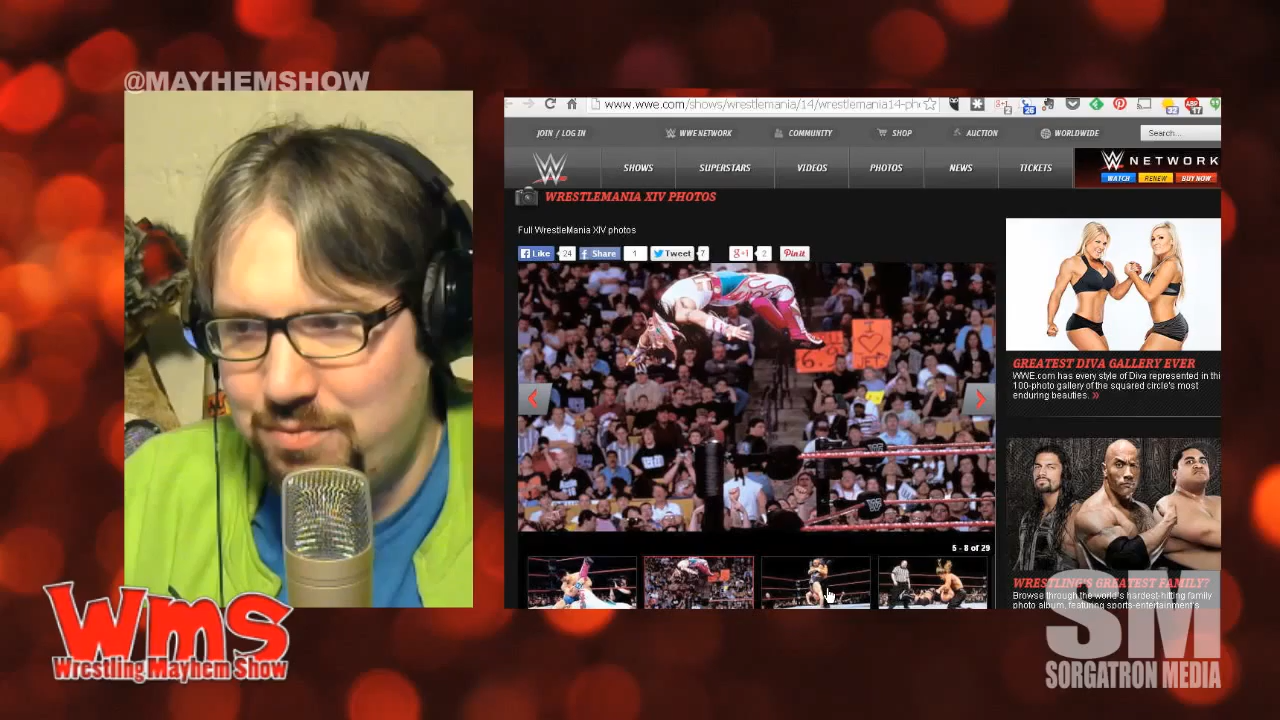 @MAYHEMSHOW
www.wwe.com/shows/wrestlemania/14/wrestlemania14-ph
JOIN / LOG IN
WWE NETWORK
COMMUNITY
SHOP
AUCTION
WORLDWIDE
Search...
W
SHOWS
SUPERSTARS
VIDEOS
PHOTOS
NEWS
TICKETS
W NETWORK
WATCH
RENEW
BUY NOW
WRESTLEMANIA XIV PHOTOS
Full WrestleMania XIV photos
Like 24
Share 1
Tweet 7
+1 2
Pin it
I
GREATEST DIVA GALLERY EVER
WWE.com has every style of Diva represented in thi
100-photo gallery of the squared circle's most
enduring beauties. »
5 - 8 of 29
WRESTLING'S GREATEST FAMILY?
Browse through the world's hardest-hitting family
photo album, featuring sports-entertainment's
wms
Wrestling Mayhem Show
SM
SORGATRON MEDIA